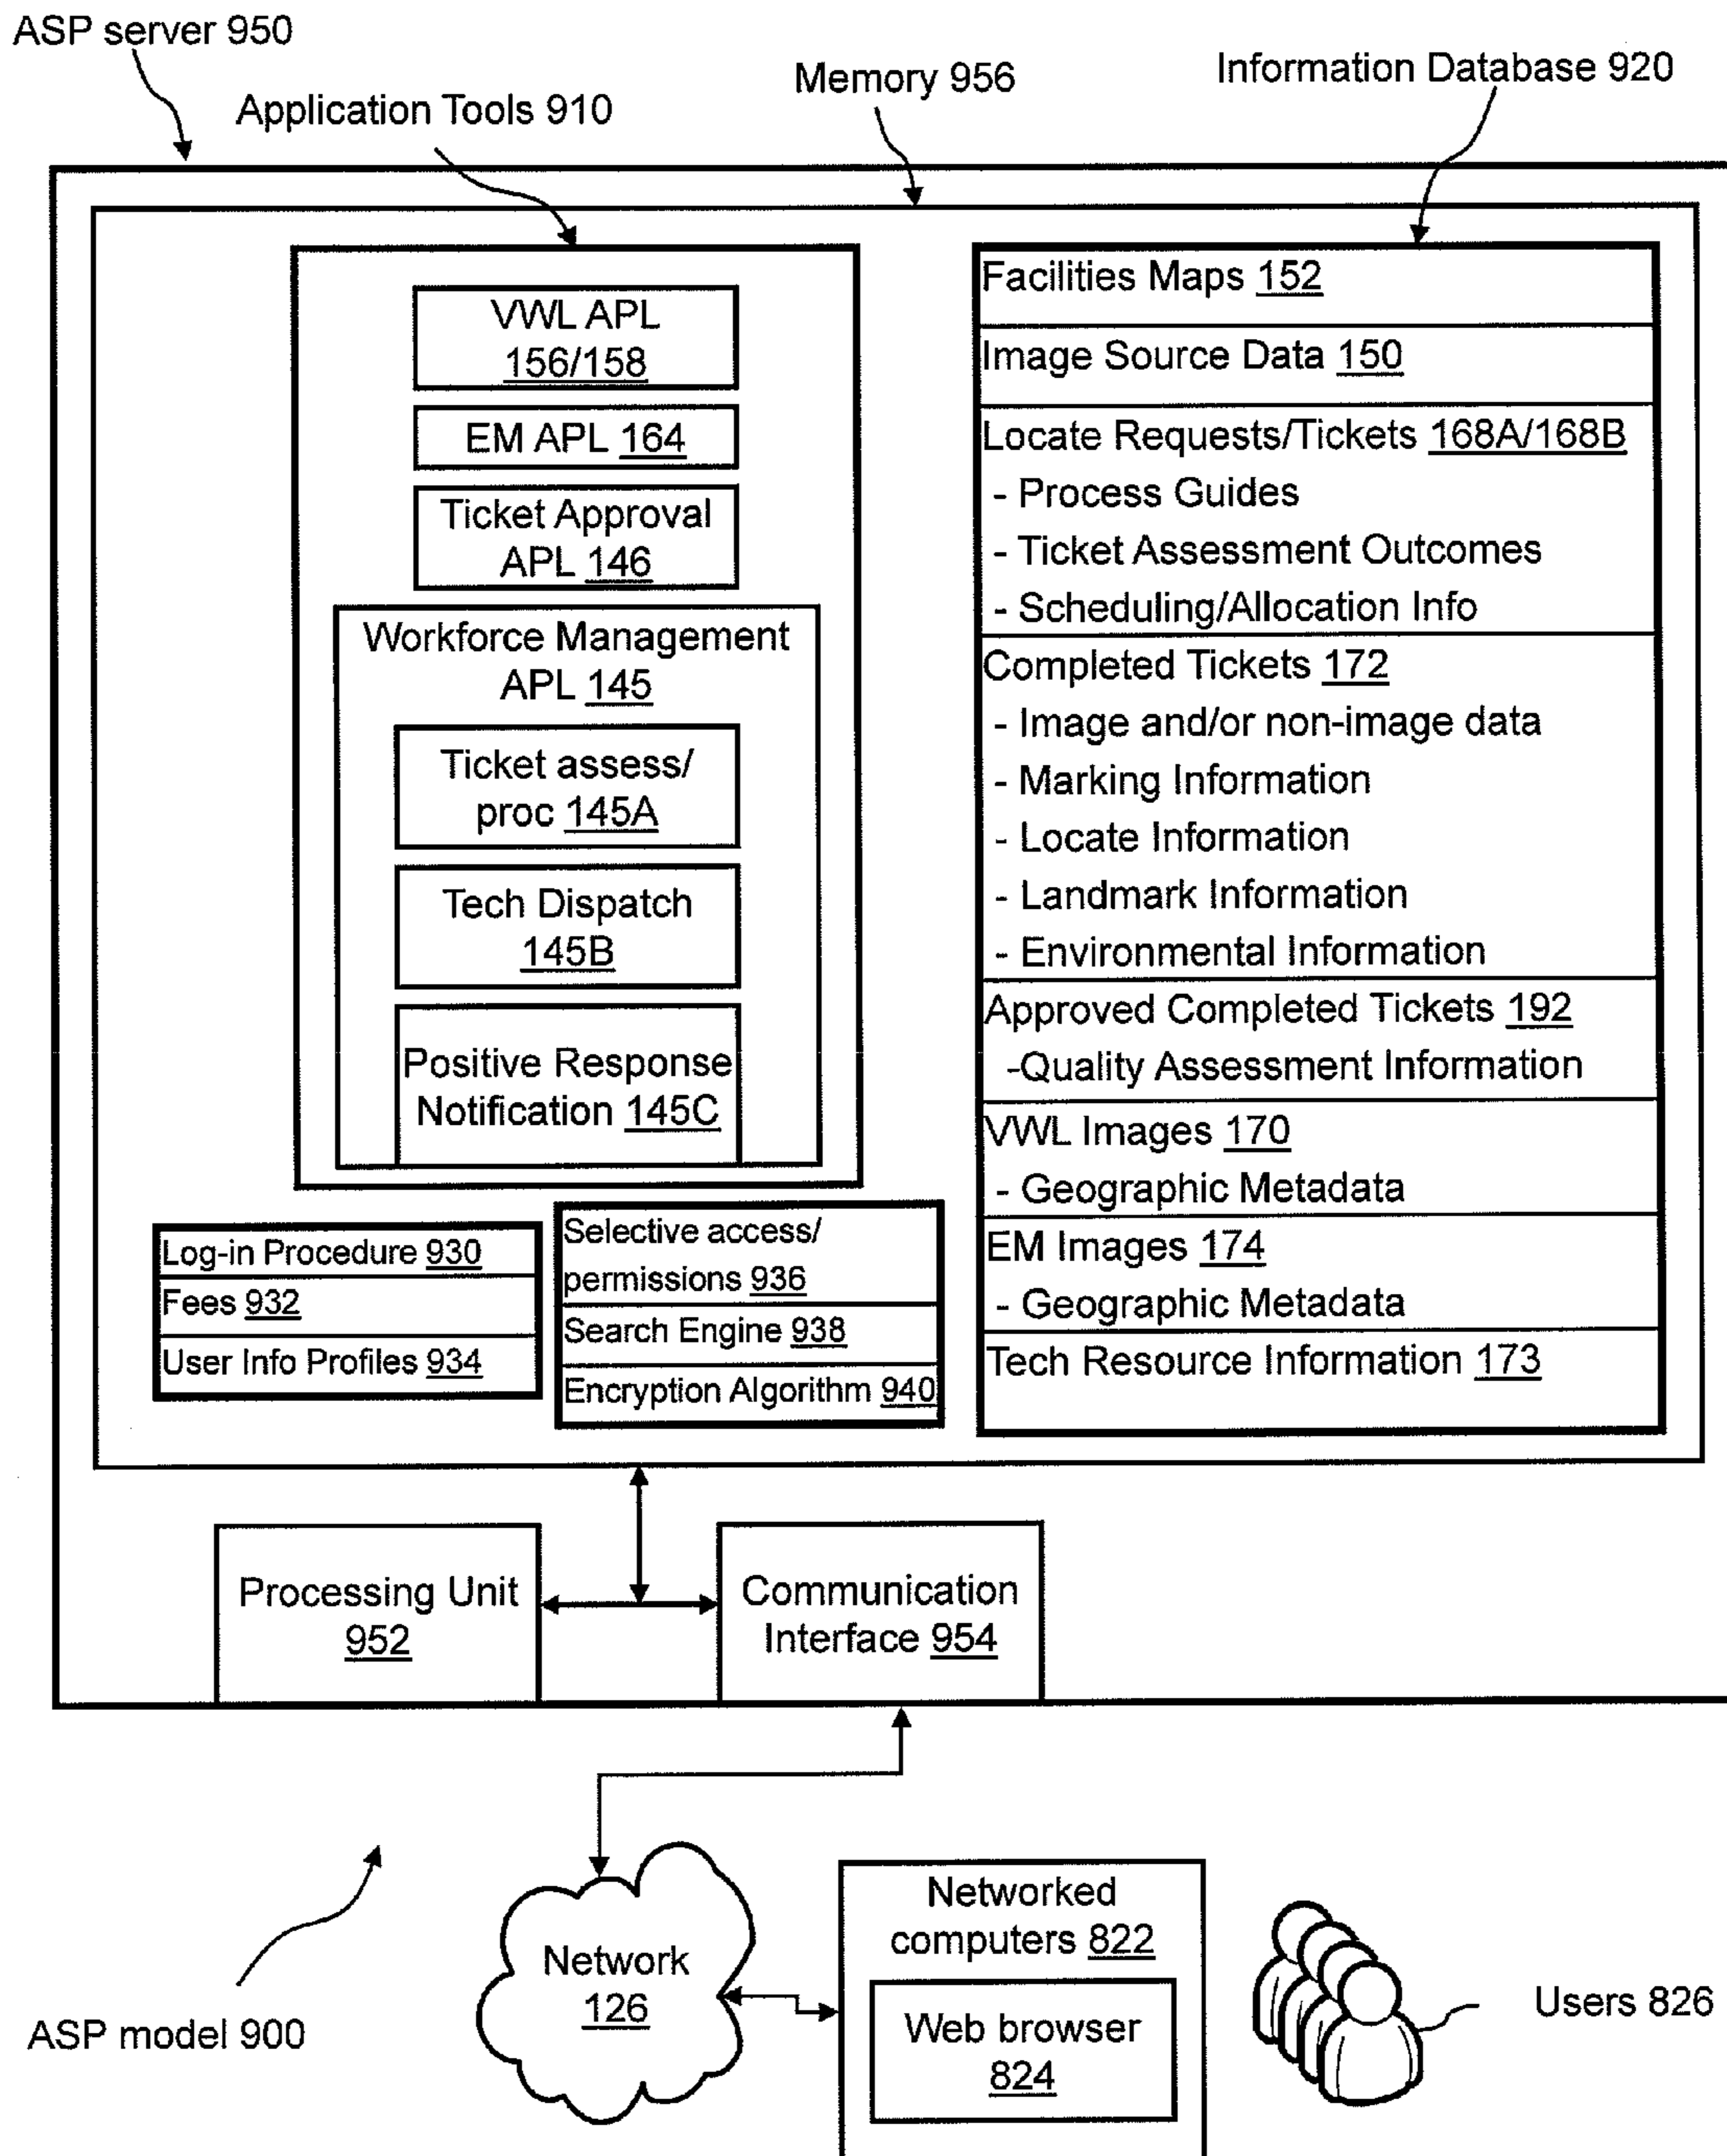 ASP server 950
Application Tools 910
Memory 956
Information Database 920
VWL APL
156/158
EM APL 164
Ticket Approval
APL 146
Workforce Management
APL 145
Ticket assess/
proc 145A
Tech Dispatch
145B
Positive Response
Notification 145C
Facilities Maps 152
Image Source Data 150
Locate Requests/Tickets 168A/168B
- Process Guides
- Ticket Assessment Outcomes
- Scheduling/Allocation Info
Completed Tickets 172
- Image and/or non-image data
- Marking Information
- Locate Information
- Landmark Information
- Environmental Information
Approved Completed Tickets 192
-Quality Assessment Information
VWL Images 170
- Geographic Metadata
EM Images 174
- Geographic Metadata
Tech Resource Information 173
Log-in Procedure 930
Fees 932
User Info Profiles 934
Selective access/
permissions 936
Search Engine 938
Encryption Algorithm 940
Processing Unit
952
Communication
Interface 954
ASP model 900
Network
126
Networked
computers 822
Web browser
824
Users 826